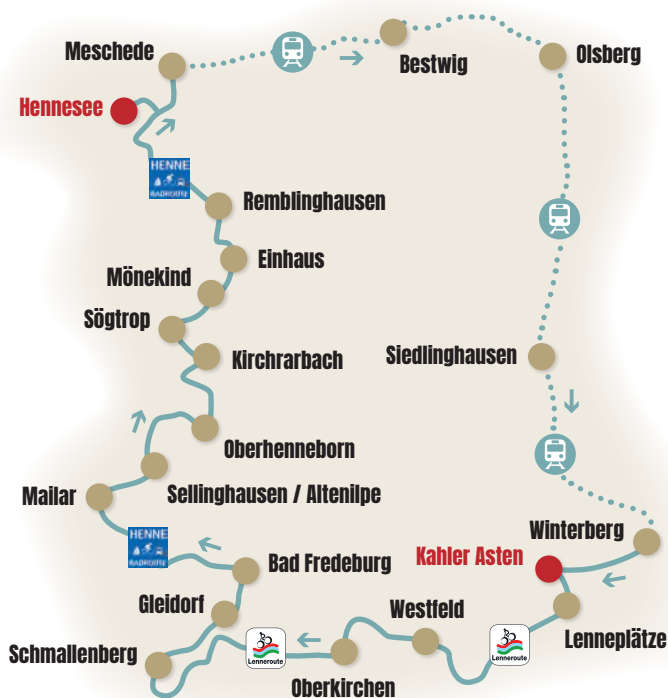 Meschede
Bestwig
Olsberg
Hennesee
HENNE
RADROUTE
Remblinghausen
Einhaus
Mönekind
Sögtrop
Kirchrarbach
Siedlinghausen
Oberhenneborn
Sellinghausen / Altenilpe
Mailar
Winterberg
HENNE
RADROUTE
Kahler Asten
Bad Fredeburg
Gleidorf
Westfeld
Lenneplätze
Schmallenberg
Lenneroute
Lenneroute
Oberkirchen